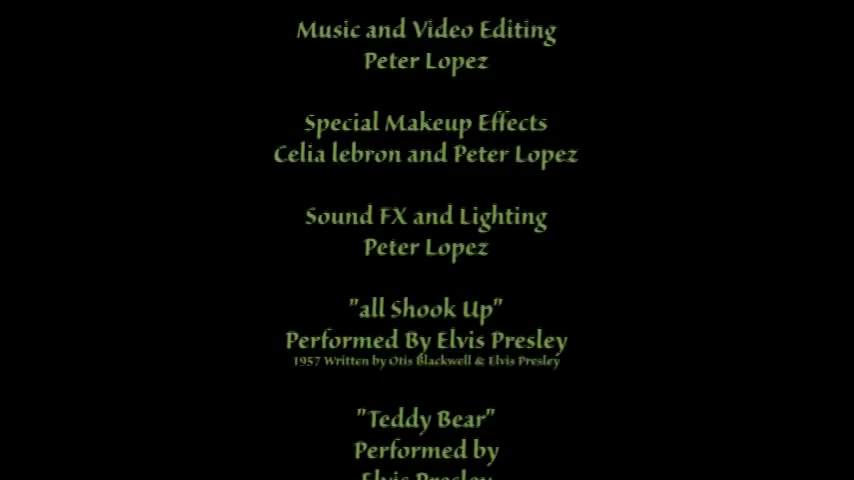 Music and Video Editing
Peter Lopez
Special Makeup Effects
Celia lebron and Peter Lopez
Sound FX and Lighting
Peter Lopez
"all Shook Up"
Performed By Elvis Presley
1957 Written by Otis Blackwell & Elvis Presley
"Teddy Bear"
Performed by
Elvis Presley